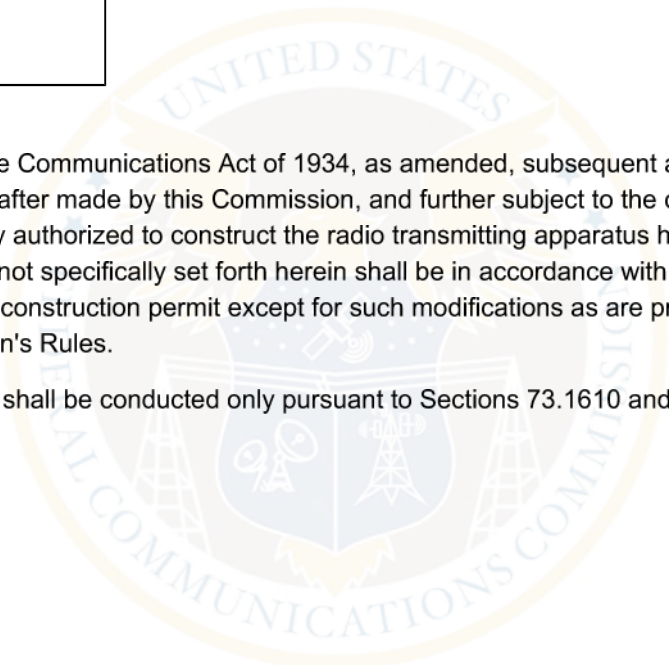 UNITED STATES
e Communications Act of 1934, as amended, subsequent a
after made by this Commission, and further subject to the c
y authorized to construct the radio transmitting apparatus h
not specifically set forth herein shall be in accordance with
construction permit except for such modifications as are pr
n's Rules.
shall be conducted only pursuant to Sections 73.1610 and
FEDERAL COMMUNICATIONS COMMISSION